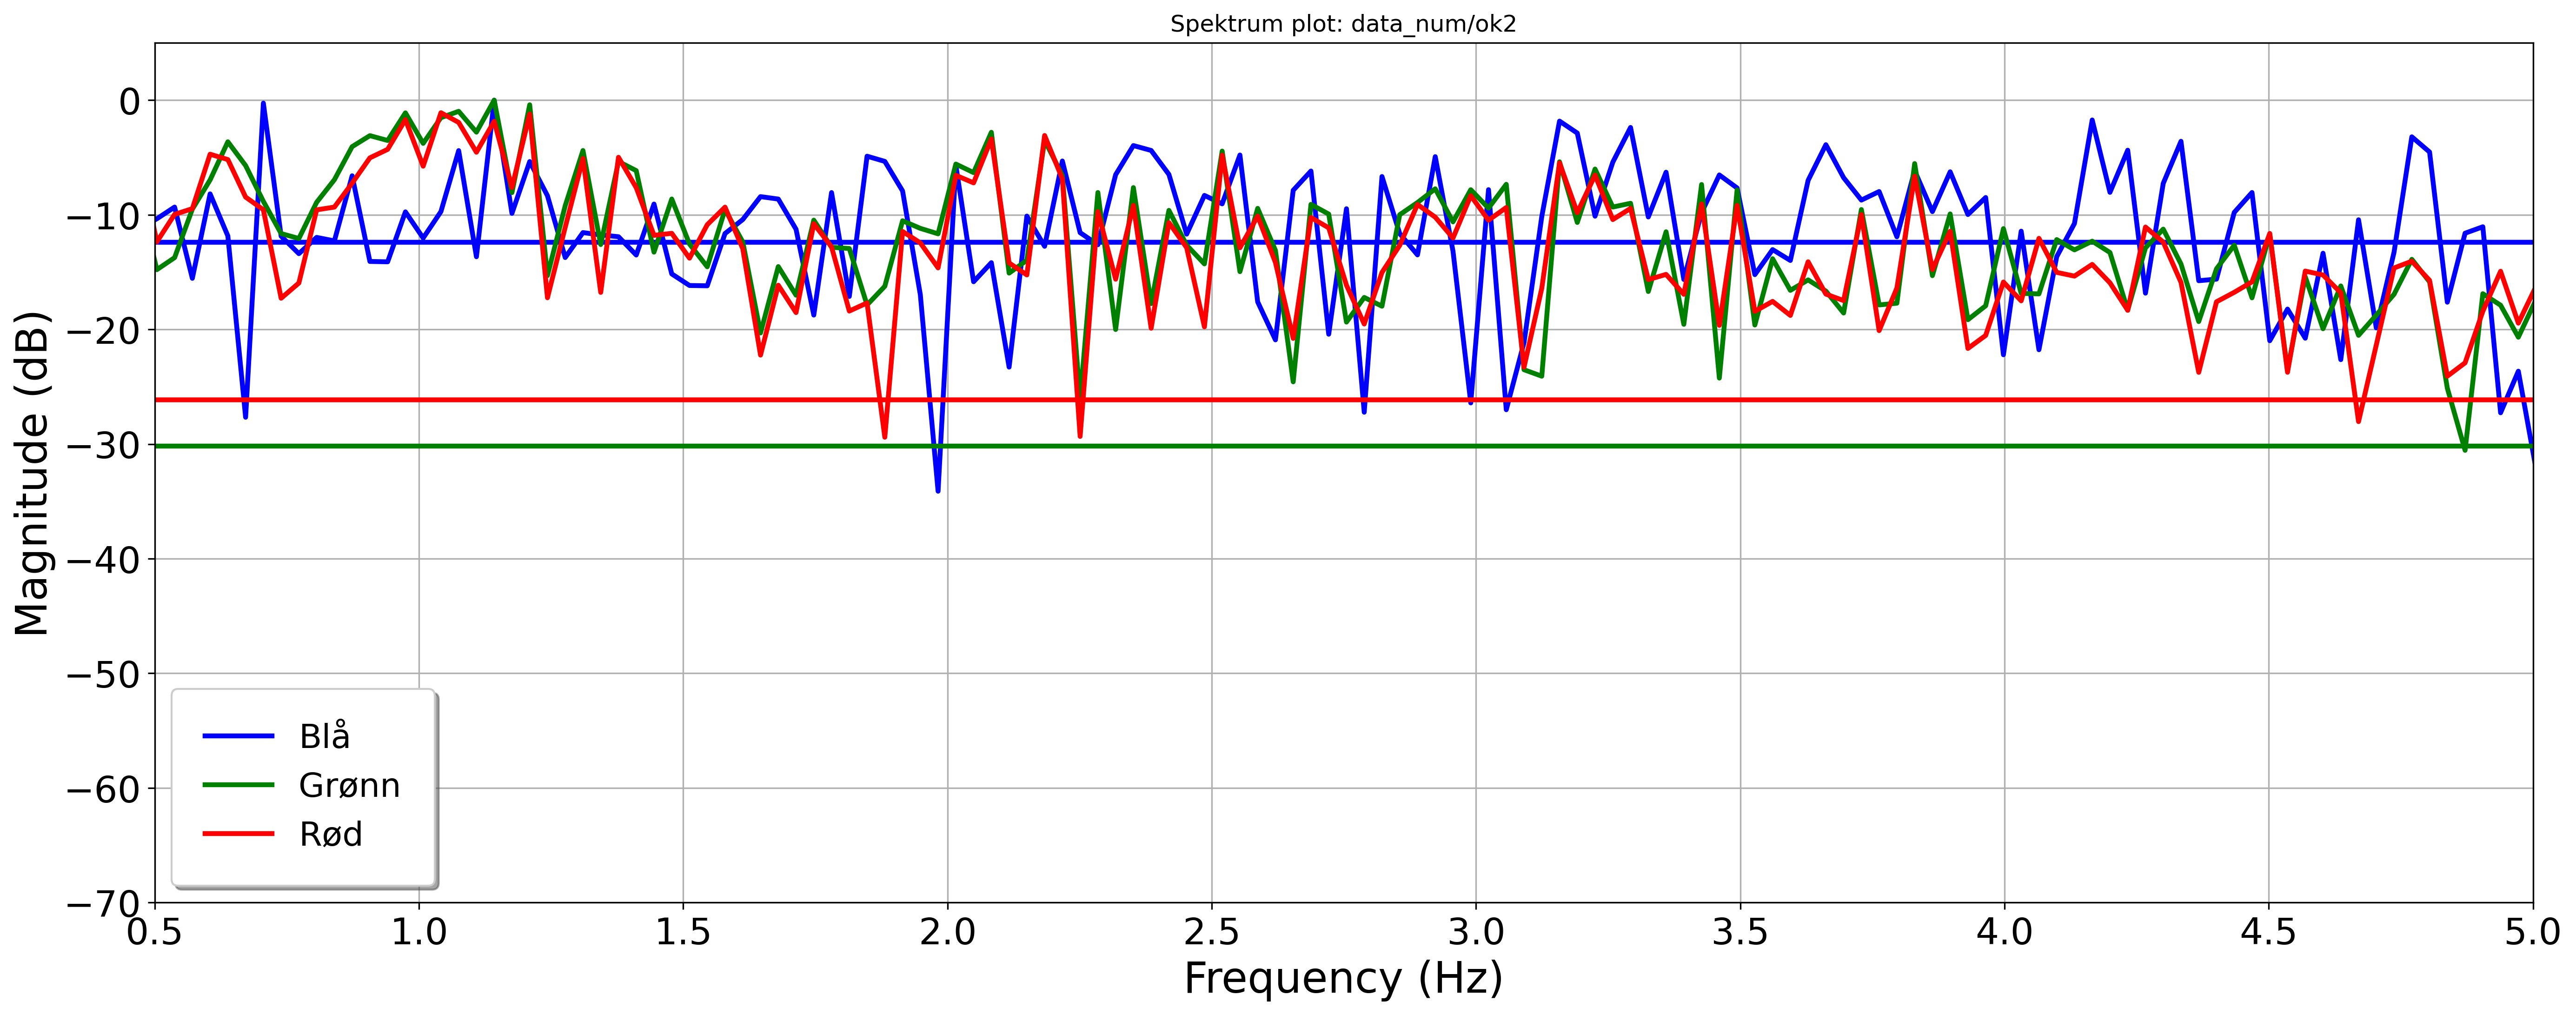 Spektrum plot: data_num/ok2
Magnitude (dB)
0
−10
−20
−30
−40
−50
−60
−70
Blå
Grønn
Rød
0.5 1.0 1.5 2.0 2.5 3.0 3.5 4.0 4.5 5.0
Frequency (Hz)